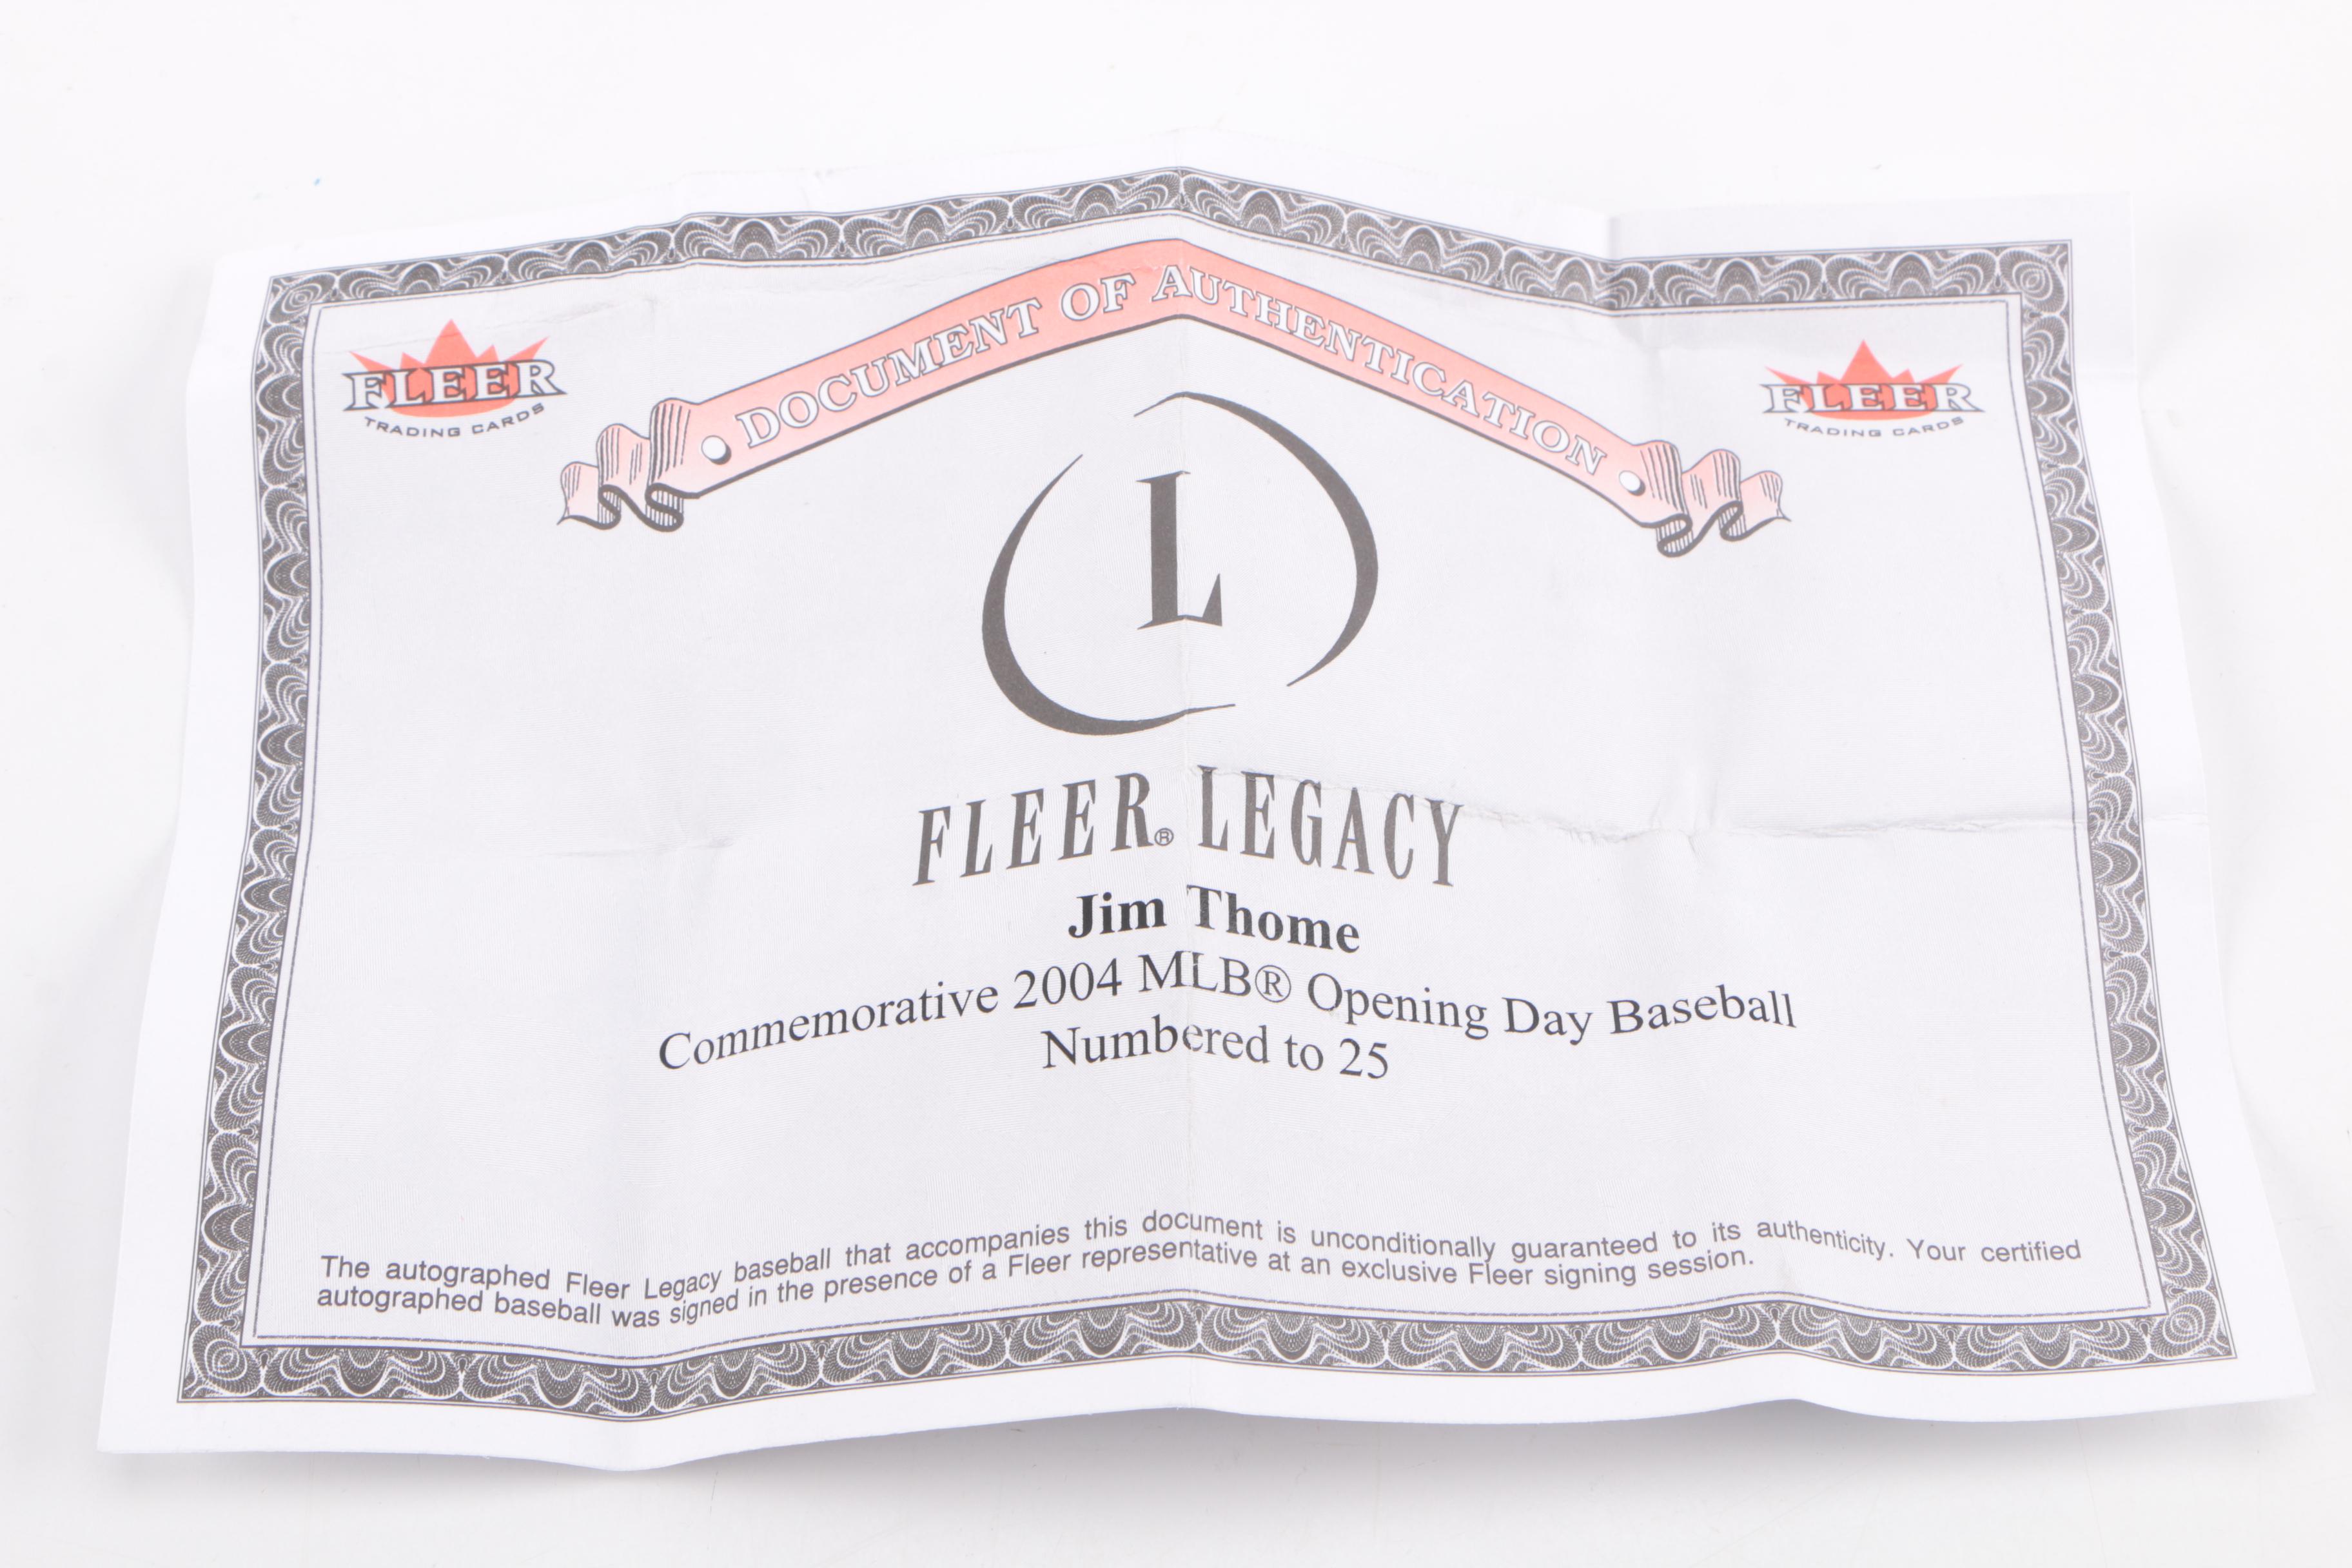 DOCUMENT OF AUTHENTICATION
FLEER
TRADING CARDS
FLEER
TRADING CARDS
L
FLEER® LEGACY
Jim Thome
Commemorative 2004 MLB® Opening Day Baseball
Numbered to 25
The autographed Fleer Legacy baseball that accompanies this document is unconditionally guaranteed to its authenticity. Your certified
autographed baseball was signed in the presence of a Fleer representative at an exclusive Fleer signing session.